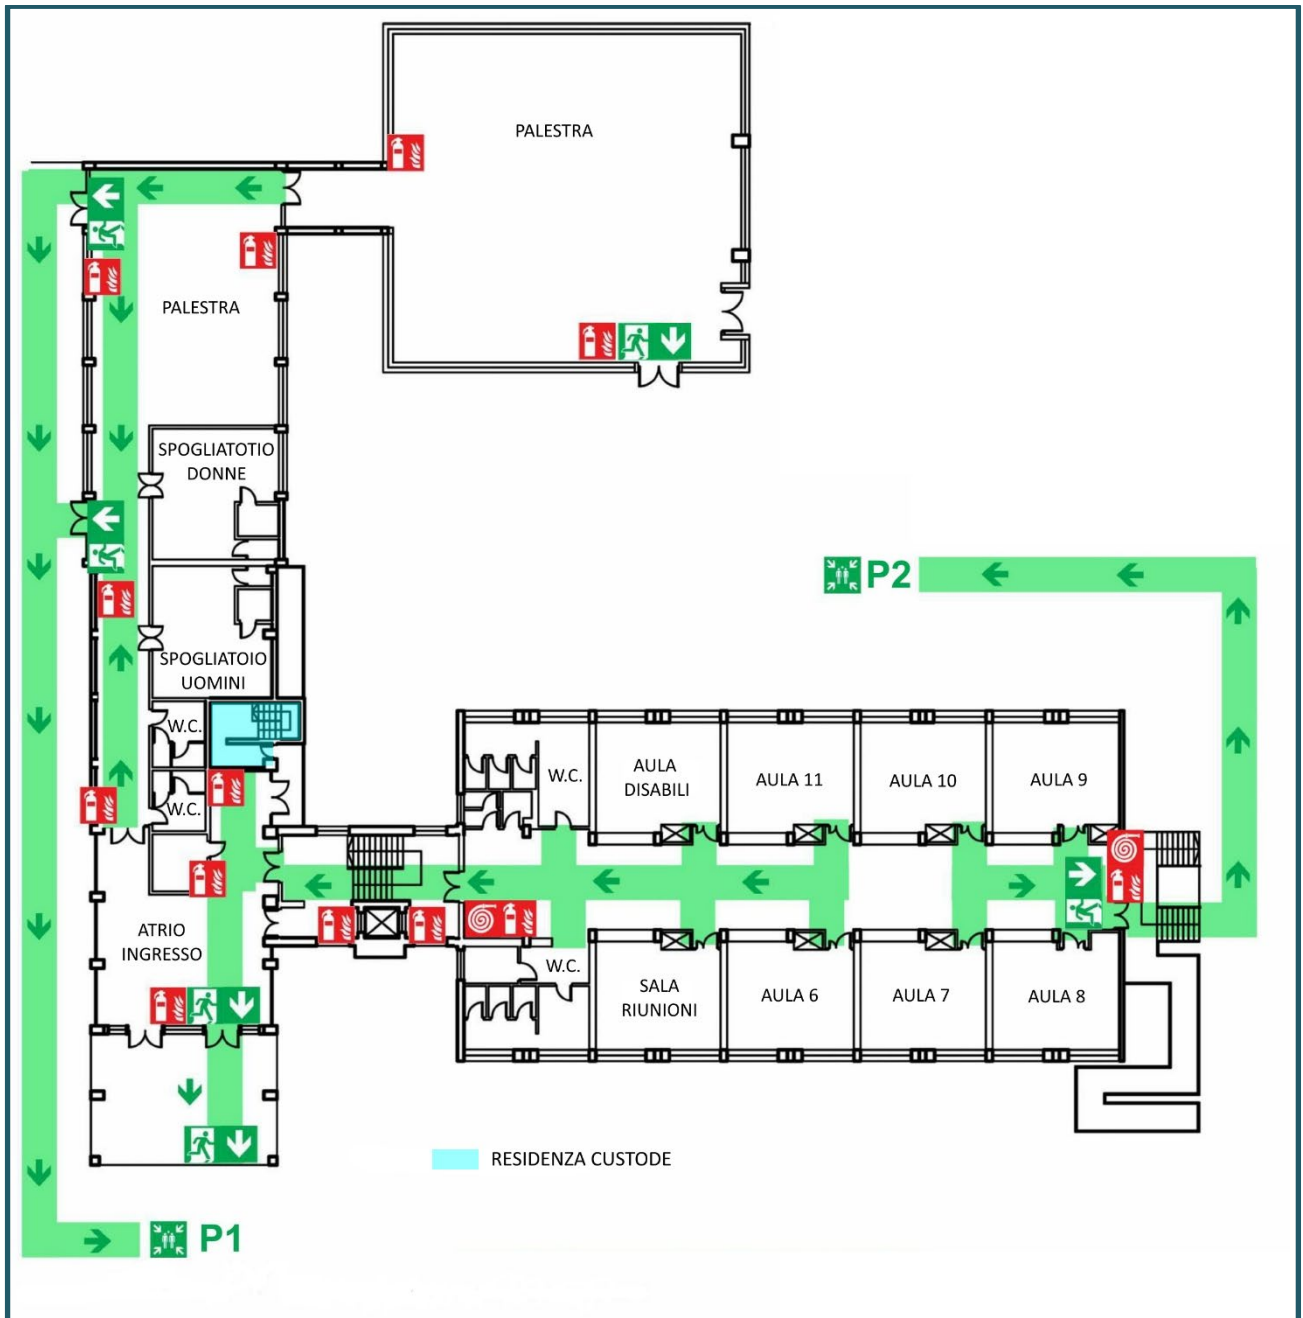 PALESTRA
PALESTRA
SPOGLIATOTIO
DONNE
P2
SPOGLIATOIO
UOMINI
W.C.
W.C.
W.C.
AULA
DISABILI
AULA 11
AULA 10
AULA 9
ATRIO
INGRESSO
W.C.
SALA
RIUNIONI
AULA 6
AULA 7
AULA 8
RESIDENZA CUSTODE
P1